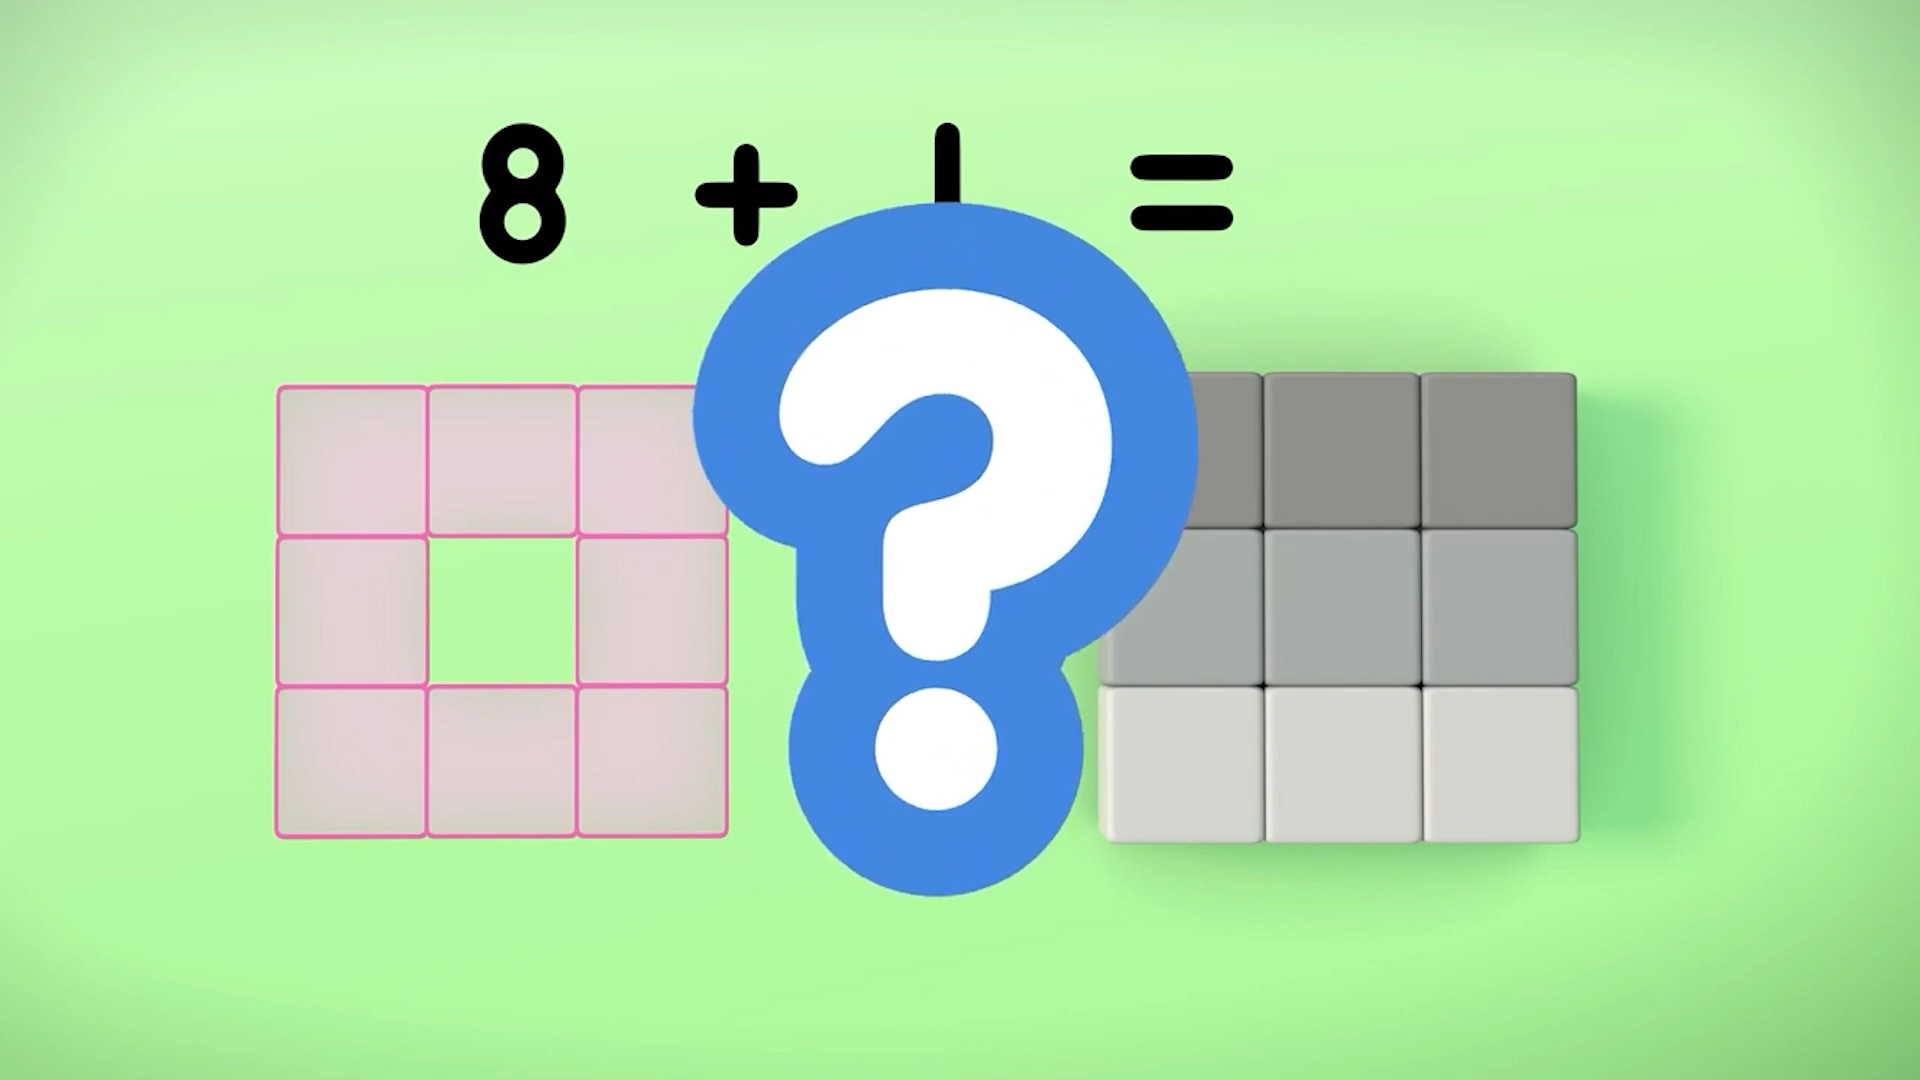 8 + 1 =
?